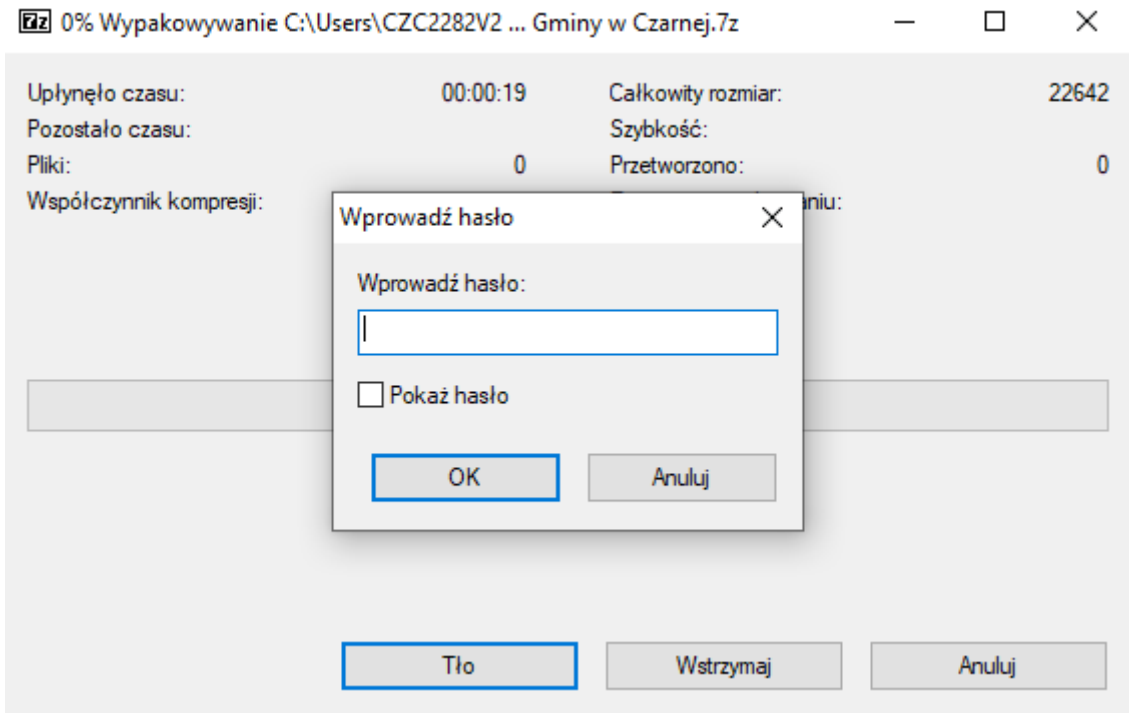 7z 0% Wypakowywanie C:\Users\CZC2282V2 ... Gminy w Czarnej.7z
Upłynęło czasu: 00:00:19 Całkowity rozmiar: 22642
Pozostało czasu: Szybkość:
Pliki: 0 Przetworzono: 0
Współczynnik kompresji: aniu:
Wprowadź hasło
Wprowadź hasło:
Pokaż hasło
OK Anuluj
Tło Wstrzymaj Anuluj